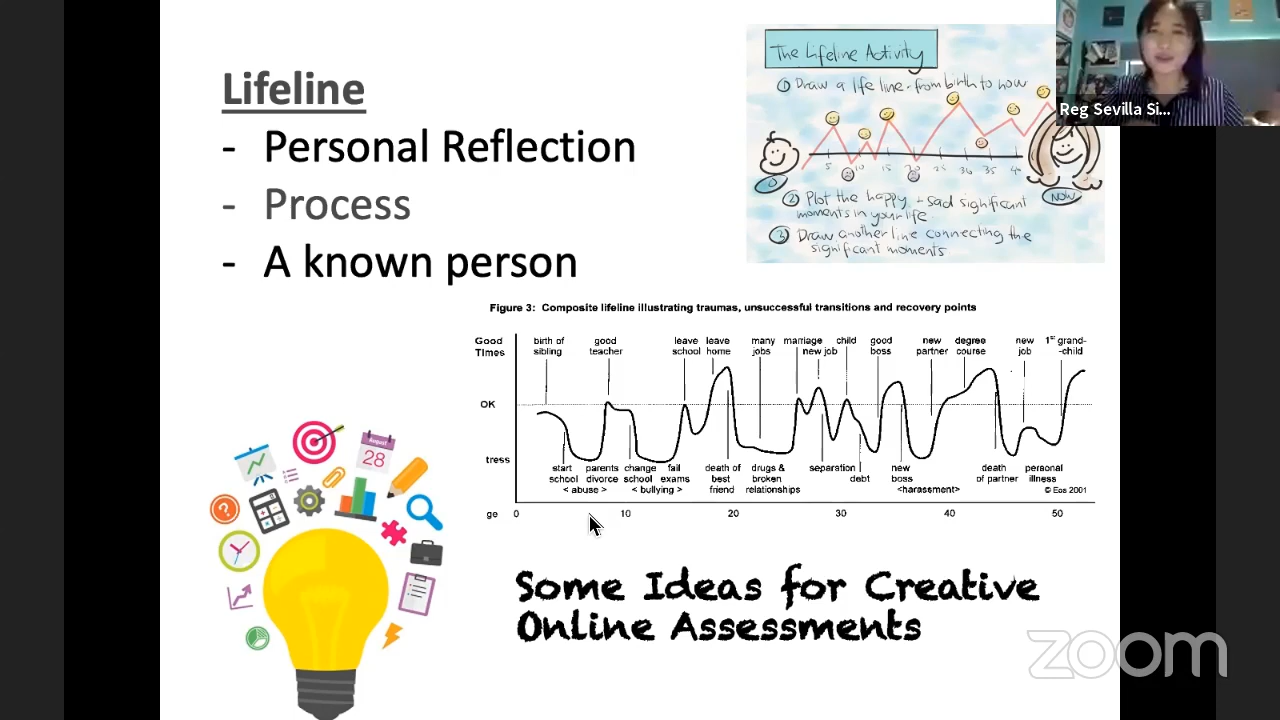 Lifeline
- Personal Reflection
- Process
- A known person
The Lifeline Activity
① Draw a life line - from birth to now
5 10 15 20 25 30 35 40
0
NOW
② Plot the happy + sad significant
moments in your life
③ Draw another line connecting the
significant moments
Reg Sevilla Si...
Figure 3: Composite lifeline illustrating traumas, unsuccessful transitions and recovery points
Good
Times
birth of
sibling
good
teacher
leave
school
leave
home
many
jobs
marriage
new job
child
good
boss
new
partner
degree
course
new
job
1st grand-
-child
OK
tress
start
school
parents
divorce
< abuse >
change
school
fail
exams
< bullying >
death of
best
friend
drugs &
broken
relationships
separation
debt
new
boss
<harassment>
death
of partner
personal
illness
© Eos 2001
ge 0 10 20 30 40 50
August
28
?
Some Ideas for Creative
Online Assessments
zoom